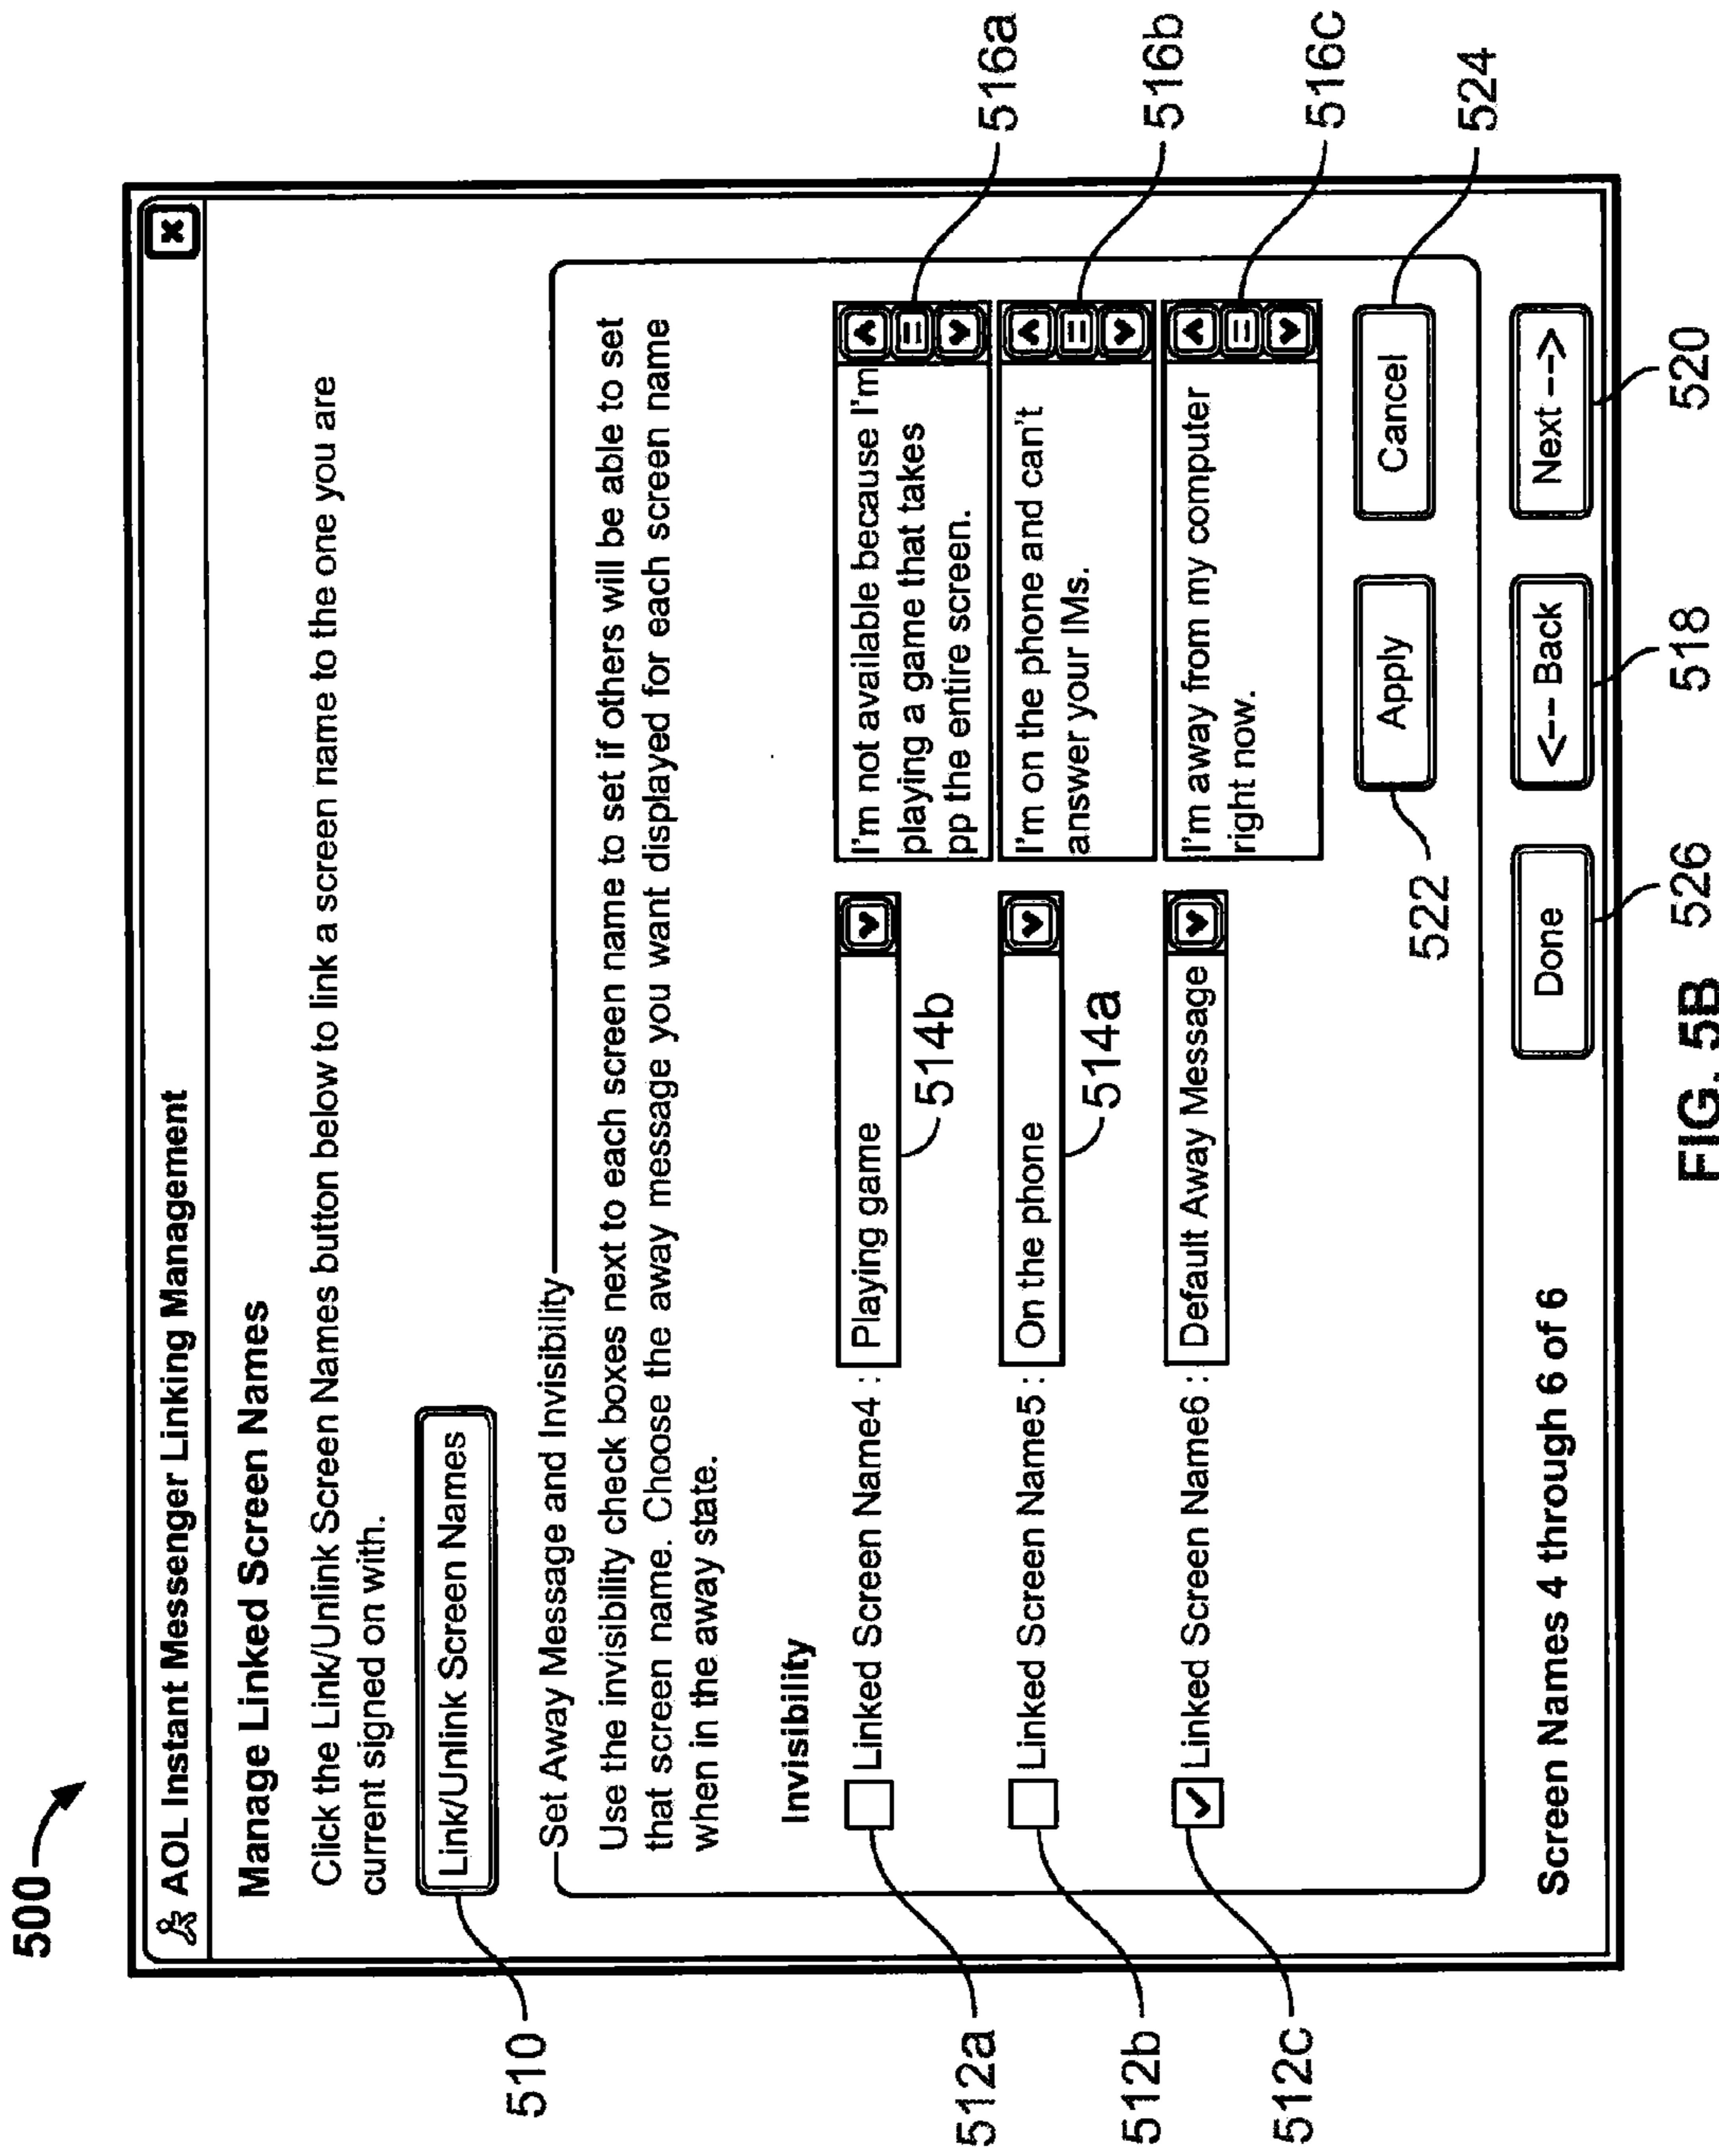 500
AOL Instant Messenger Linking Management
Manage Linked Screen Names
Click the Link/Unlink Screen Names button below to link a screen name to the one you are
current signed on with.
Link/Unlink Screen Names
510
Set Away Message and Invisibility
Use the invisibility check boxes next to each screen name to set if others will be able to set
that screen name. Choose the away message you want displayed for each screen name
when in the away state.
Invisibility
512a
Linked Screen Name4 :
Playing game
514b
I'm not available because I'm
playing a game that takes
pp the entire screen.
516a
512b
Linked Screen Name5 :
On the phone
514a
I'm on the phone and can't
answer your IMs.
516b
512c
Linked Screen Name6 :
Default Away Message
I'm away from my computer
right now.
516c
522
Apply
Cancel
524
Screen Names 4 through 6 of 6
Done
<--- Back
Next --->
526
518
520
FIG. 5B